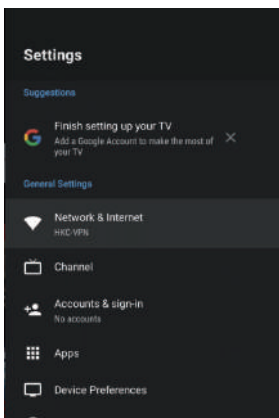 Settings
Suggestions
Finish setting up your TV
Add a Google Account to make the most of
your TV
General Settings
Network & Internet
HKC-VPN
Channel
Accounts & sign-in
No accounts
Apps
Device Preferences